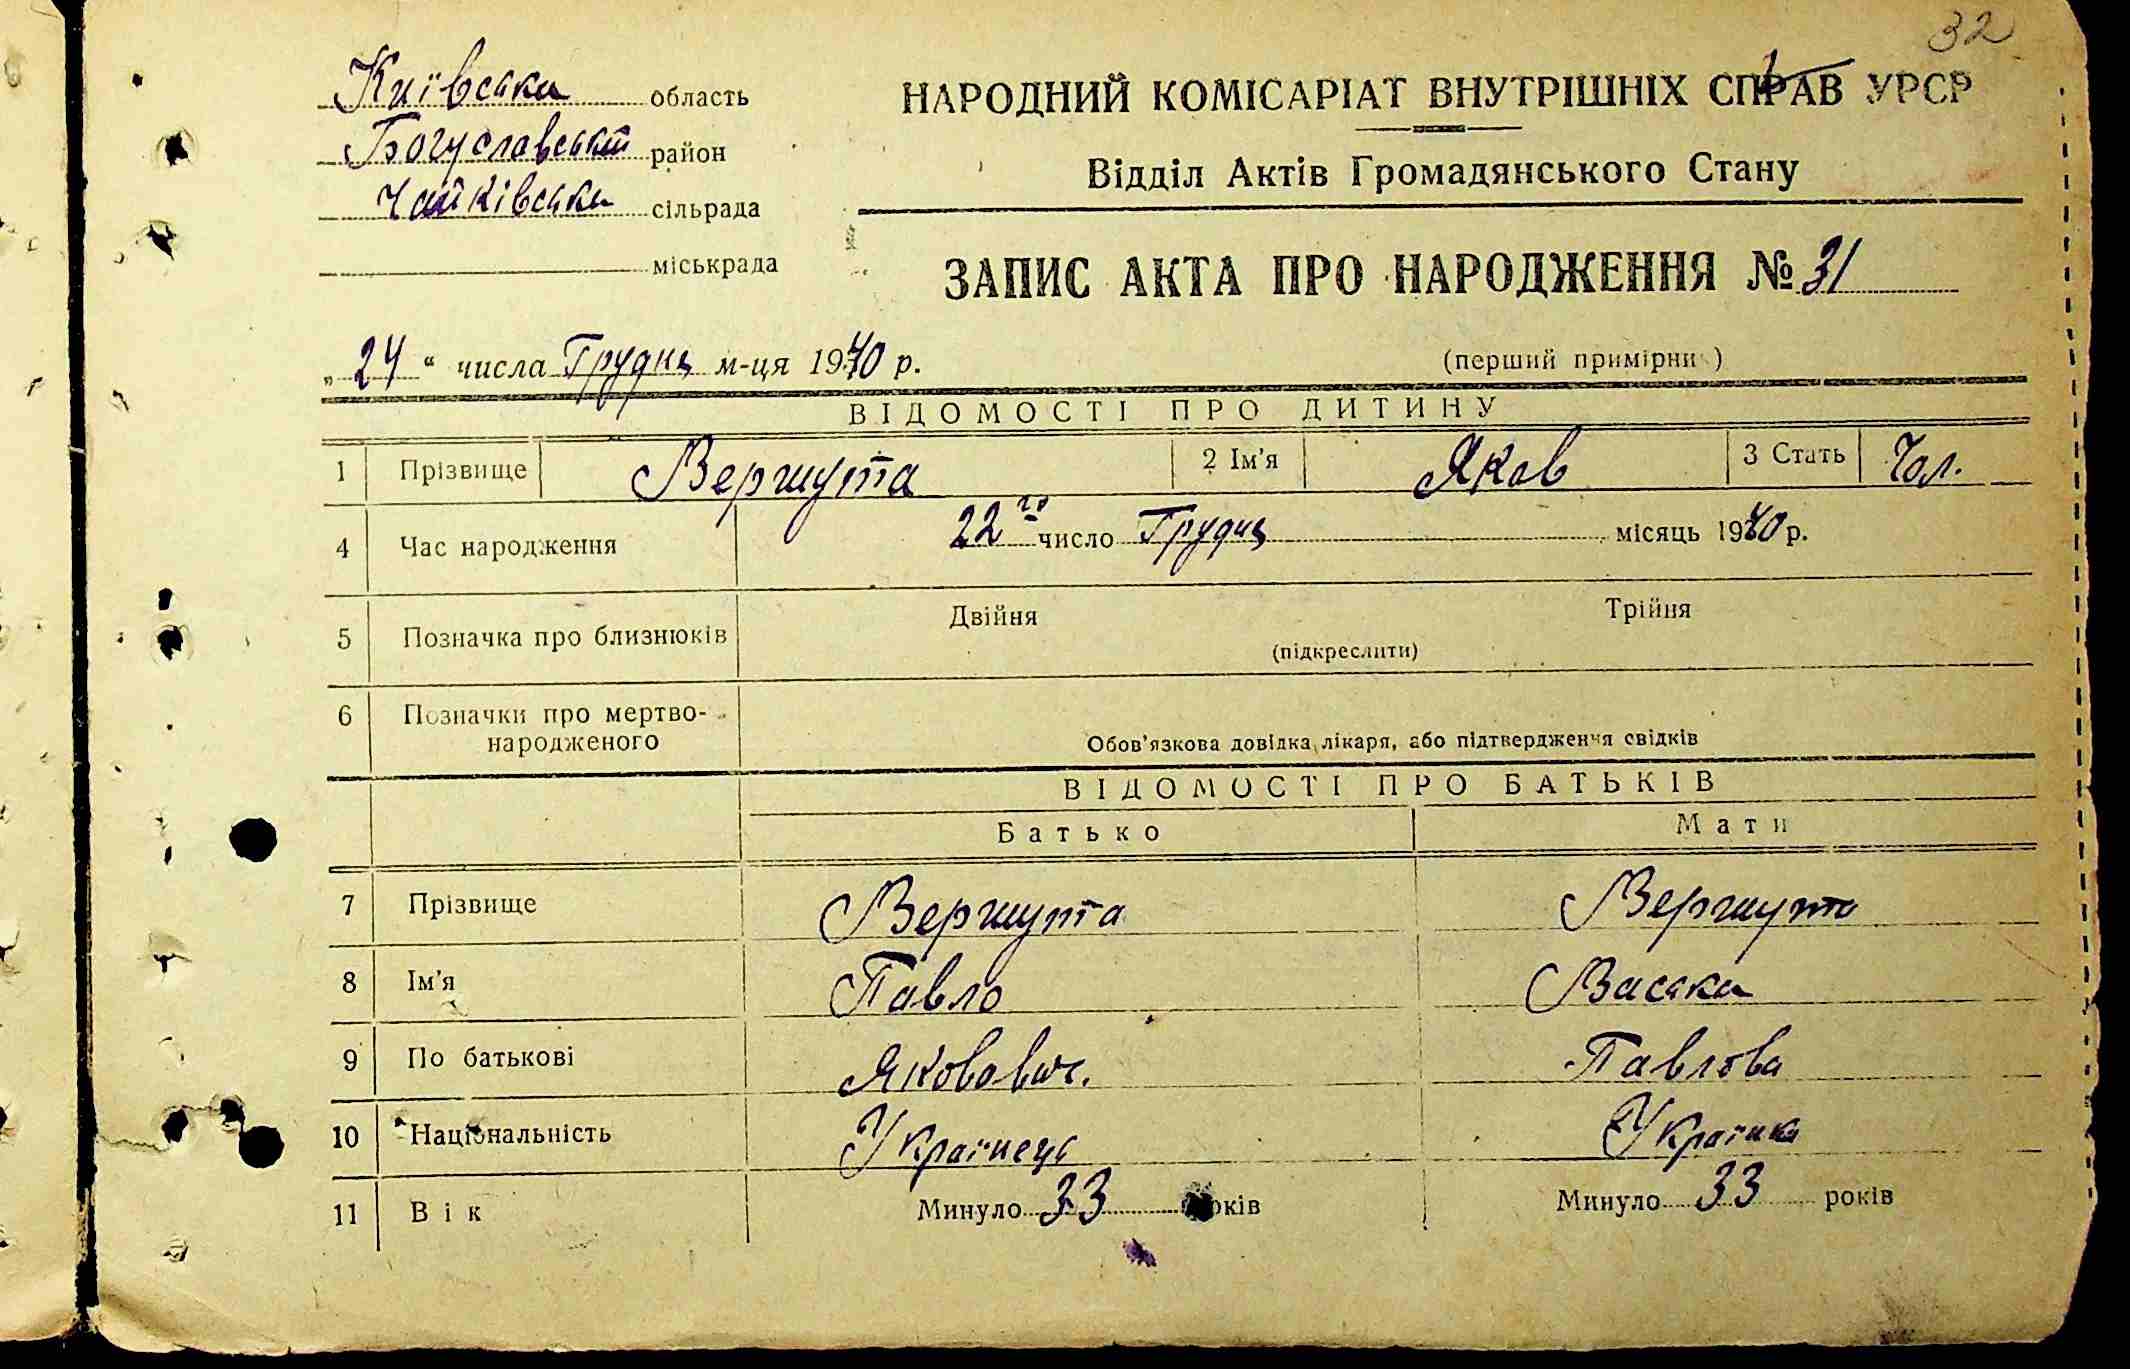 32
Київська область
Богуславський район
Чайківська сільрада
міськрада
НАРОДНИЙ КОМІСАРІАТ ВНУТРІШНІХ СПРАВ УРСР
Відділ Актів Громадянського Стану
ЗАПИС АКТА ПРО НАРОДЖЕННЯ № 31
„24“ числа Грудня м-ця 1940 р.
(перший примірник)
ВІДОМОСТІ ПРО ДИТИНУ
1 Прізвище Вершута 2 Ім'я Яков 3 Стать Чол.
4 Час народження 22го число Грудня місяць 1940 р.
5 Позначка про близнюків Двійня Трійня
(підкреслити)
6 Позначки про мертво-
народженого Обов'язкова довідка лікаря, або підтвердження свідків
ВІДОМОСТІ ПРО БАТЬКІВ
Батько Мати
7 Прізвище Вершута Вершута
8 Ім'я Павло Васска
9 По батькові Яковович. Павлова
10 Національність Українець Українка
11 Вік Минуло 33 років Минуло 33 років